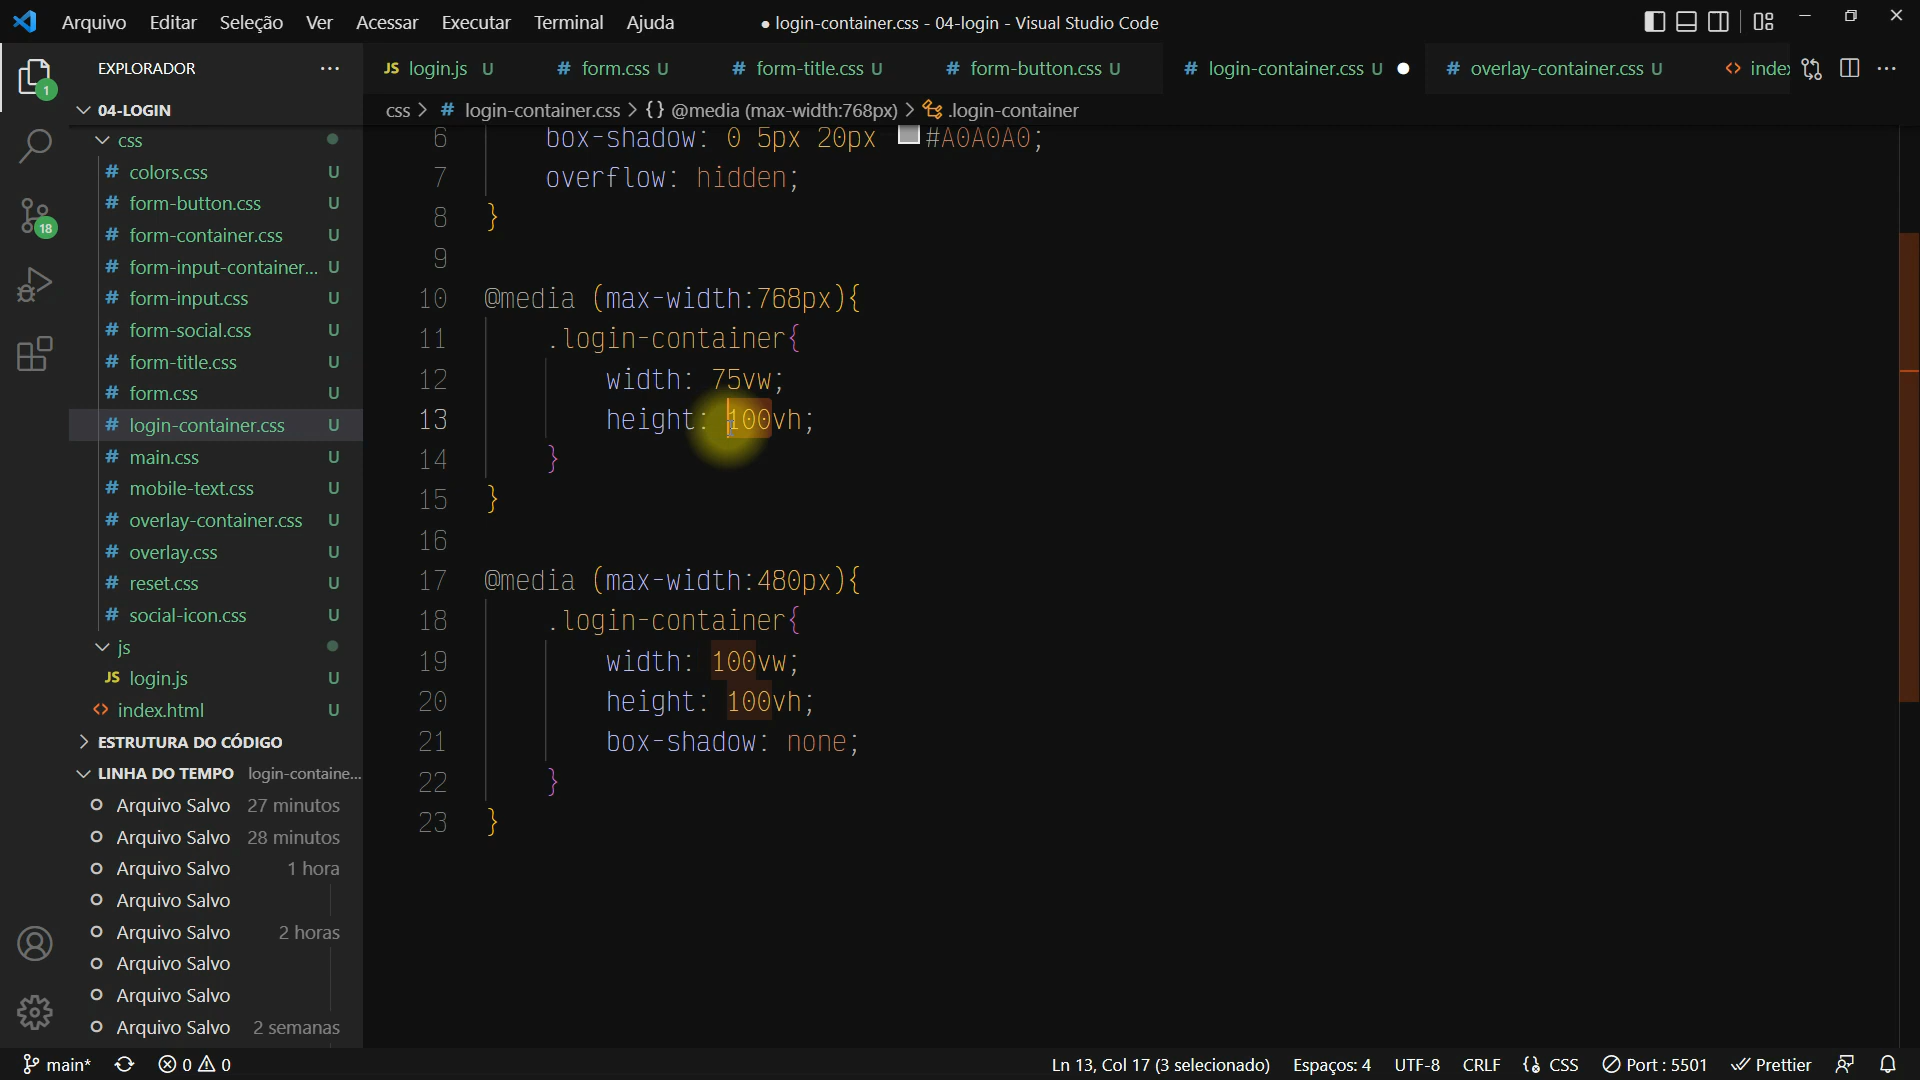 Arquivo Editar Seleção Ver Acessar Executar Terminal Ajuda ● login-container.css - 04-login - Visual Studio Code
EXPLORADOR ···
JS login.js U # form.css U # form-title.css U # form-button.css U # login-container.css U ● # overlay-container.css U <> index ···
css > # login-container.css > {} @media (max-width:768px) > .login-container
1
04-LOGIN
css
# colors.css U
# form-button.css U
18
# form-container.css U
# form-input-container... U
# form-input.css U
# form-social.css U
# form-title.css U
# form.css U
# login-container.css U
# main.css U
# mobile-text.css U
# overlay-container.css U
# overlay.css U
# reset.css U
# social-icon.css U
js
JS login.js U
<> index.html U
ESTRUTURA DO CÓDIGO
LINHA DO TEMPO login-containe...
Arquivo Salvo 27 minutos
Arquivo Salvo 28 minutos
Arquivo Salvo 1 hora
Arquivo Salvo
Arquivo Salvo 2 horas
Arquivo Salvo
Arquivo Salvo
Arquivo Salvo 2 semanas
6 box-shadow: 0 5px 20px #A0A0A0;
7 overflow: hidden;
8 }
9
10 @media (max-width:768px){
11 .login-container{
12 width: 75vw;
13 height: 100vh;
14 }
15 }
16
17 @media (max-width:480px){
18 .login-container{
19 width: 100vw;
20 height: 100vh;
21 box-shadow: none;
22 }
23 }
main* 0 0 Ln 13, Col 17 (3 selecionado) Espaços: 4 UTF-8 CRLF {} CSS Port : 5501 Prettier